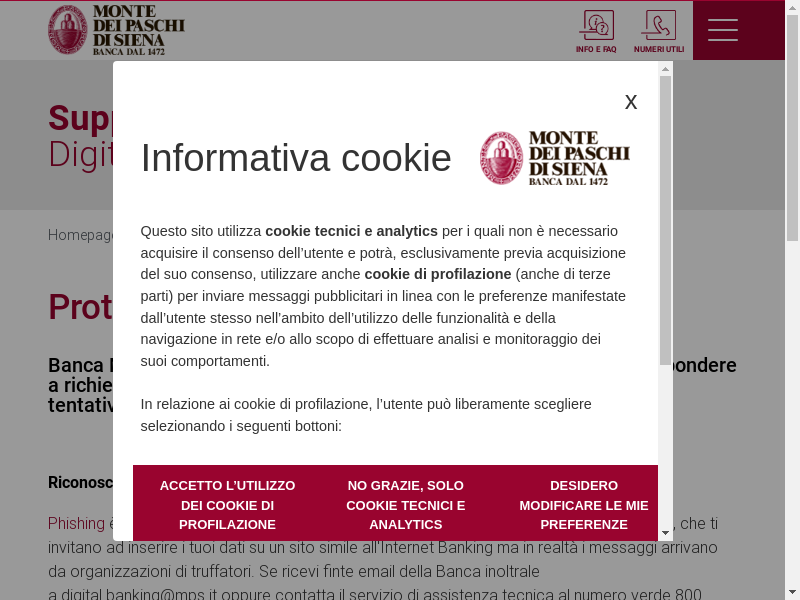 MONTE
DEI PASCHI
DI SIENA
BANCA DAL 1472
INFO E FAQ
NUMERI UTILI
Supp
Digit
Homepage
Prot
Banca
pondere
a richie
tentativ
Riconosc
Phishing è
, che ti
invitano ad inserire i tuoi dati su un sito simile all'Internet Banking ma in realtà i messaggi arrivano
da organizzazioni di truffatori. Se ricevi finte email della Banca inoltrale
a digital.banking@mps.it oppure contatta il servizio di assistenza tecnica al numero verde 800
X
Informativa cookie
MONTE
DEI PASCHI
DI SIENA
BANCA DAL 1472
Questo sito utilizza cookie tecnici e analytics per i quali non è necessario
acquisire il consenso dell'utente e potrà, esclusivamente previa acquisizione
del suo consenso, utilizzare anche cookie di profilazione (anche di terze
parti) per inviare messaggi pubblicitari in linea con le preferenze manifestate
dall'utente stesso nell'ambito dell'utilizzo delle funzionalità e della
navigazione in rete e/o allo scopo di effettuare analisi e monitoraggio dei
suoi comportamenti.
In relazione ai cookie di profilazione, l'utente può liberamente scegliere
selezionando i seguenti bottoni:
ACCETTO L'UTILIZZO
DEI COOKIE DI
PROFILAZIONE
NO GRAZIE, SOLO
COOKIE TECNICI E
ANALYTICS
DESIDERO
MODIFICARE LE MIE
PREFERENZE